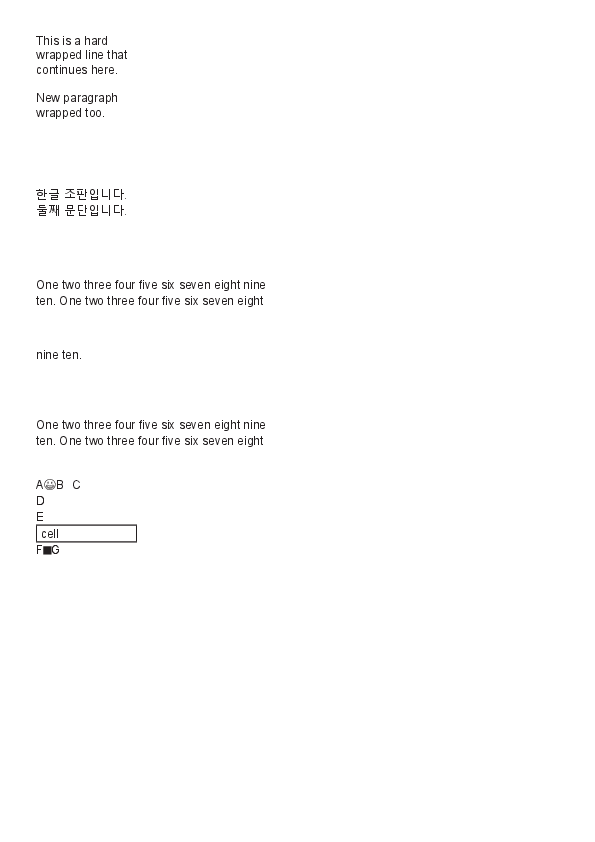 This is a hard
wrapped line that
continues here.
New paragraph
wrapped too.
한글 조판입니다.
둘째 문단입니다.
One two three four five six seven eight nine
ten. One two three four five six seven eight
nine ten.
One two three four five six seven eight nine
ten. One two three four five six seven eight
A😀B C
D
E
cell
F■G